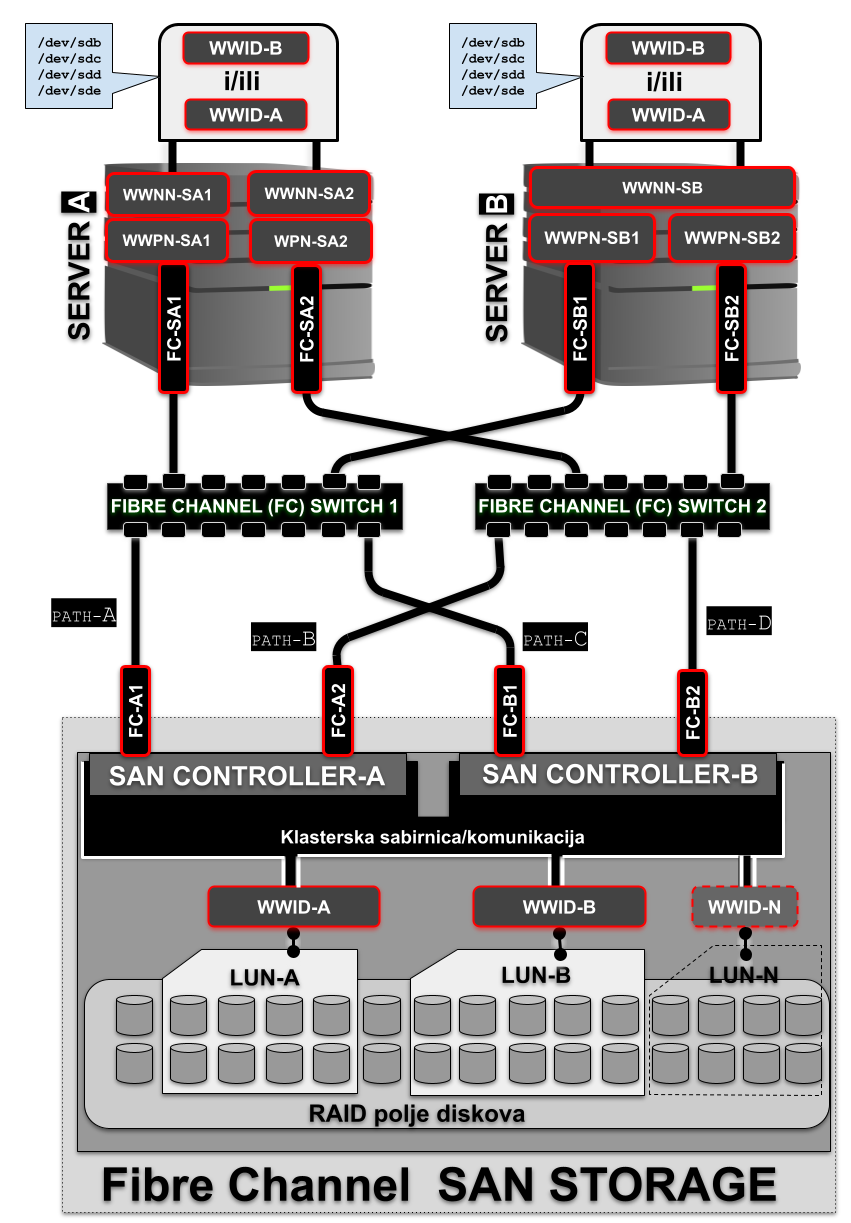 /dev/sdb
/dev/sdc
/dev/sdd
/dev/sde
WWID-B
i/ili
WWID-A
/dev/sdb
/dev/sdc
/dev/sdd
/dev/sde
WWID-B
i/ili
WWID-A
SERVER A
WWNN-SA1
WWNN-SA2
WWPN-SA1
WPN-SA2
FC-SA1
FC-SA2
SERVER B
WWNN-SB
WWPN-SB1
WWPN-SB2
FC-SB1
FC-SB2
FIBRE CHANNEL (FC) SWITCH 1
FIBRE CHANNEL (FC) SWITCH 2
PATH-A
PATH-B
PATH-C
PATH-D
FC-A1
FC-A2
FC-B1
FC-B2
SAN CONTROLLER-A
SAN CONTROLLER-B
Klasterska sabirnica/komunikacija
WWID-A
WWID-B
WWID-N
LUN-A
LUN-B
LUN-N
RAID polje diskova
Fibre Channel SAN STORAGE